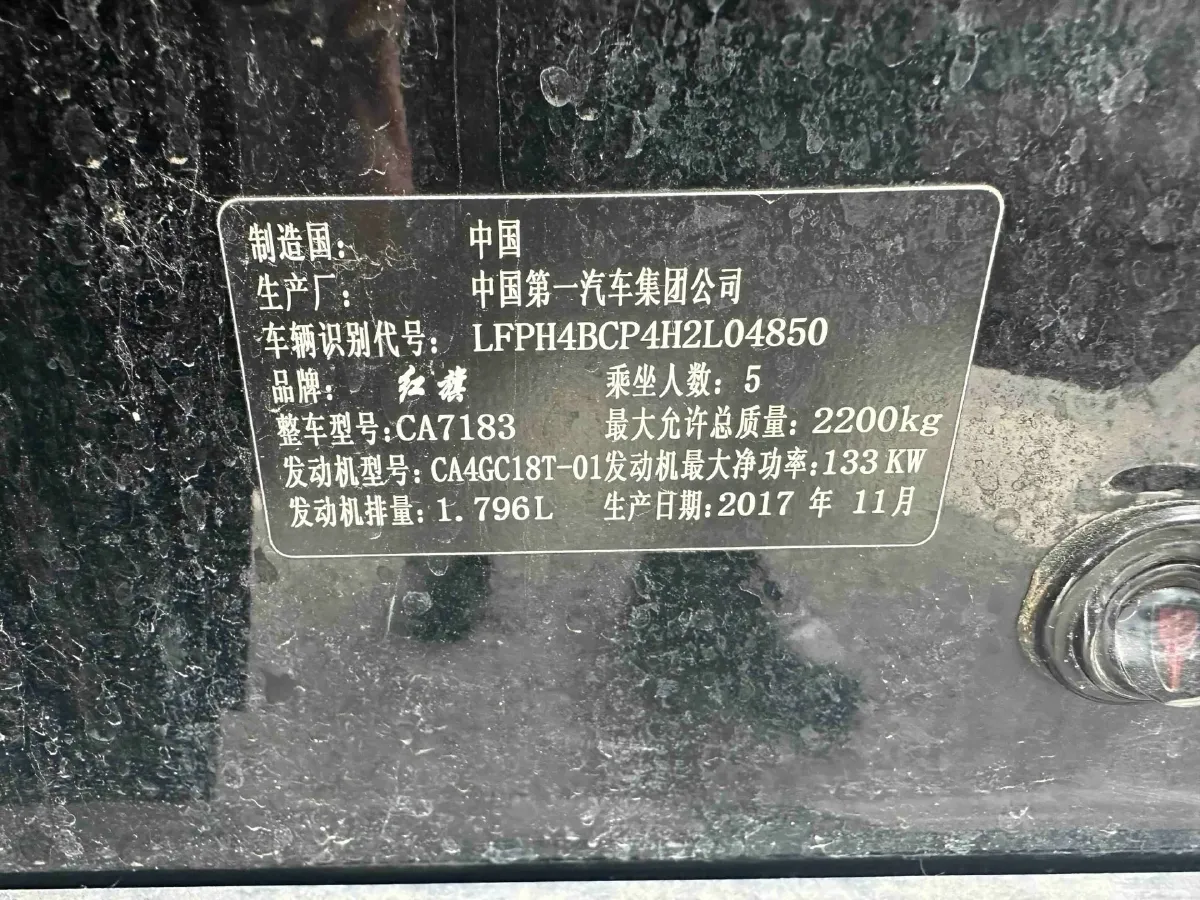 制造国： 中国
生产厂： 中国第一汽车集团公司
车辆识别代号： LFPH4BCP4H2L04850
品牌： 红旗 乘坐人数：5
整车型号:CA7183 最大允许总质量：2200kg
发动机型号：CA4GC18T-01 发动机最大净功率：133KW
发动机排量：1.796L 生产日期：2017 年 11月